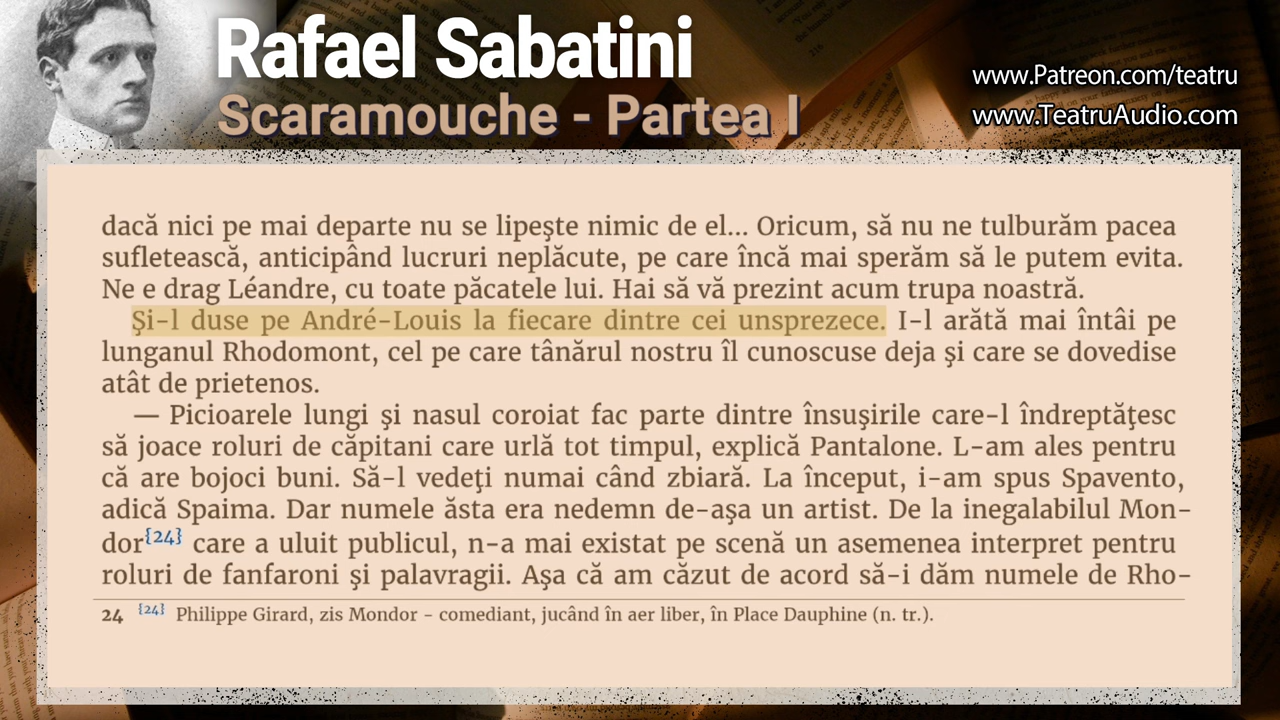 Rafael Sabatini
Scaramouche - Partea I
www.Patreon.com/teatru
www.TeatruAudio.com
dacă nici pe mai departe nu se lipeşte nimic de el... Oricum, să nu ne tulburăm pacea
sufletească, anticipând lucruri neplăcute, pe care încă mai sperăm să le putem evita.
Ne e drag Léandre, cu toate păcatele lui. Hai să vă prezint acum trupa noastră.
Şi-l duse pe André-Louis la fiecare dintre cei unsprezece. I-l arătă mai întâi pe
lunganul Rhodomont, cel pe care tânărul nostru îl cunoscuse deja şi care se dovedise
atât de prietenos.
— Picioarele lungi şi nasul coroiat fac parte dintre însuşirile care-l îndreptăţesc
să joace roluri de căpitani care urlă tot timpul, explică Pantalone. L-am ales pentru
că are bojoci buni. Să-l vedeţi numai când zbiară. La început, i-am spus Spavento,
adică Spaima. Dar numele ăsta era nedemn de-aşa un artist. De la inegalabilul Mon-
dor{24} care a uluit publicul, n-a mai existat pe scenă un asemenea interpret pentru
roluri de fanfaroni şi palavragii. Aşa că am căzut de acord să-i dăm numele de Rho-
24 {24} Philippe Girard, zis Mondor - comediant, jucând în aer liber, în Place Dauphine (n. tr.).